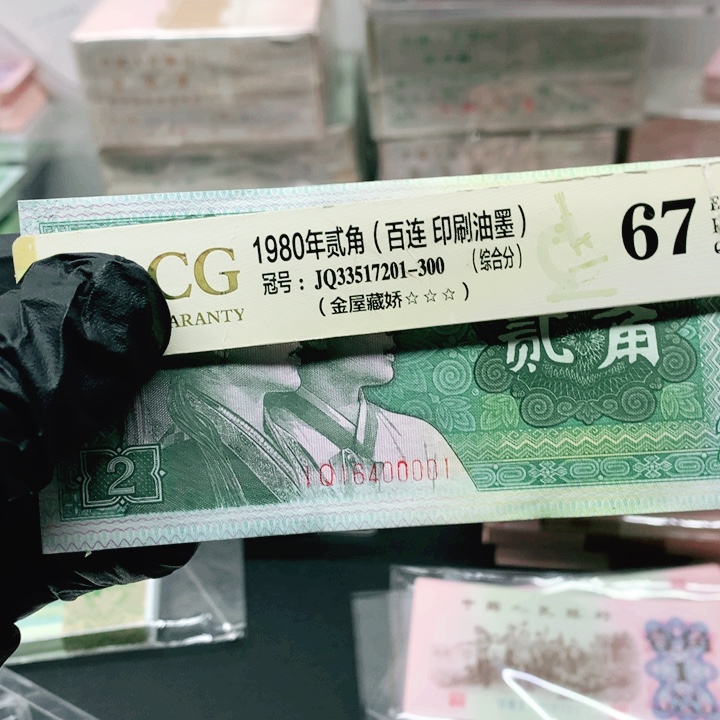 CG
ARANTY
1980年贰角（百连 印刷油墨）
冠号：JQ33517201-300 （综合分）
（金屋藏娇☆☆☆）
67
贰角
2
JQ16400001
1